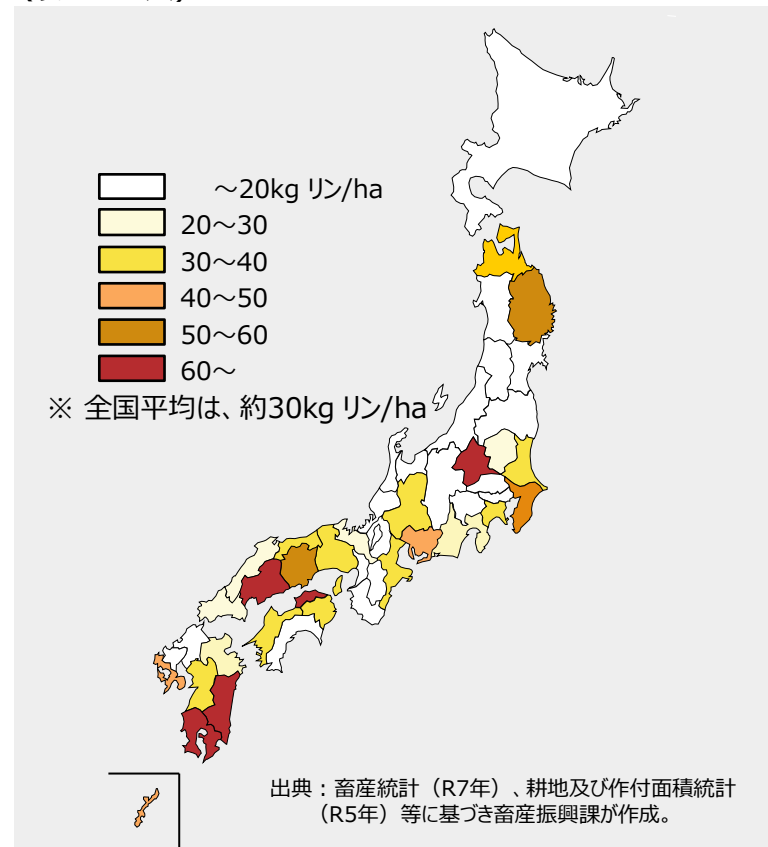 ～20kg リン/ha
20～30
30～40
40～50
50～60
60～
※ 全国平均は、約30kg リン/ha
出典：畜産統計（R7年）、耕地及び作付面積統計
（R5年）等に基づき畜産振興課が作成。